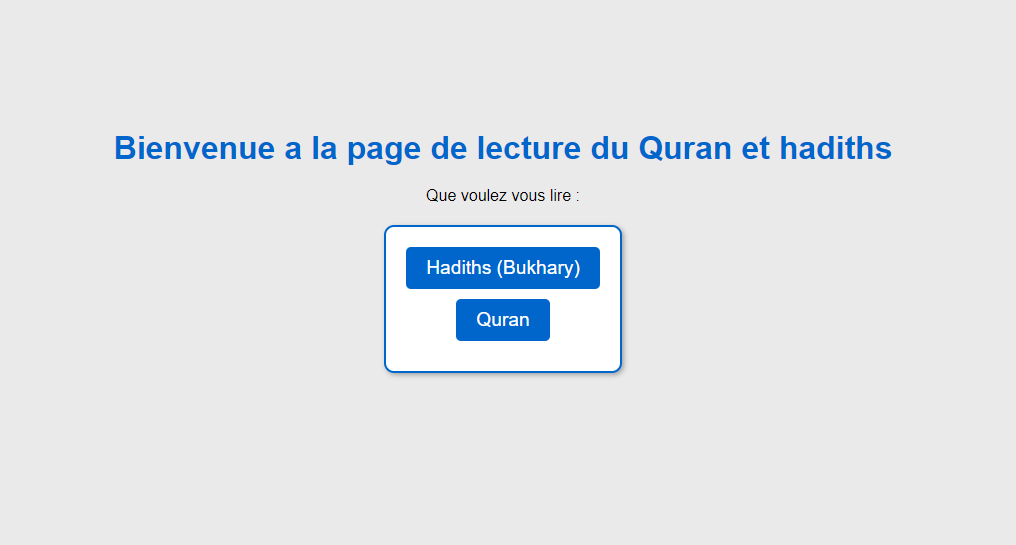 Bienvenue a la page de lecture du Quran et hadiths
Que voulez vous lire :
Hadiths (Bukhary)
Quran